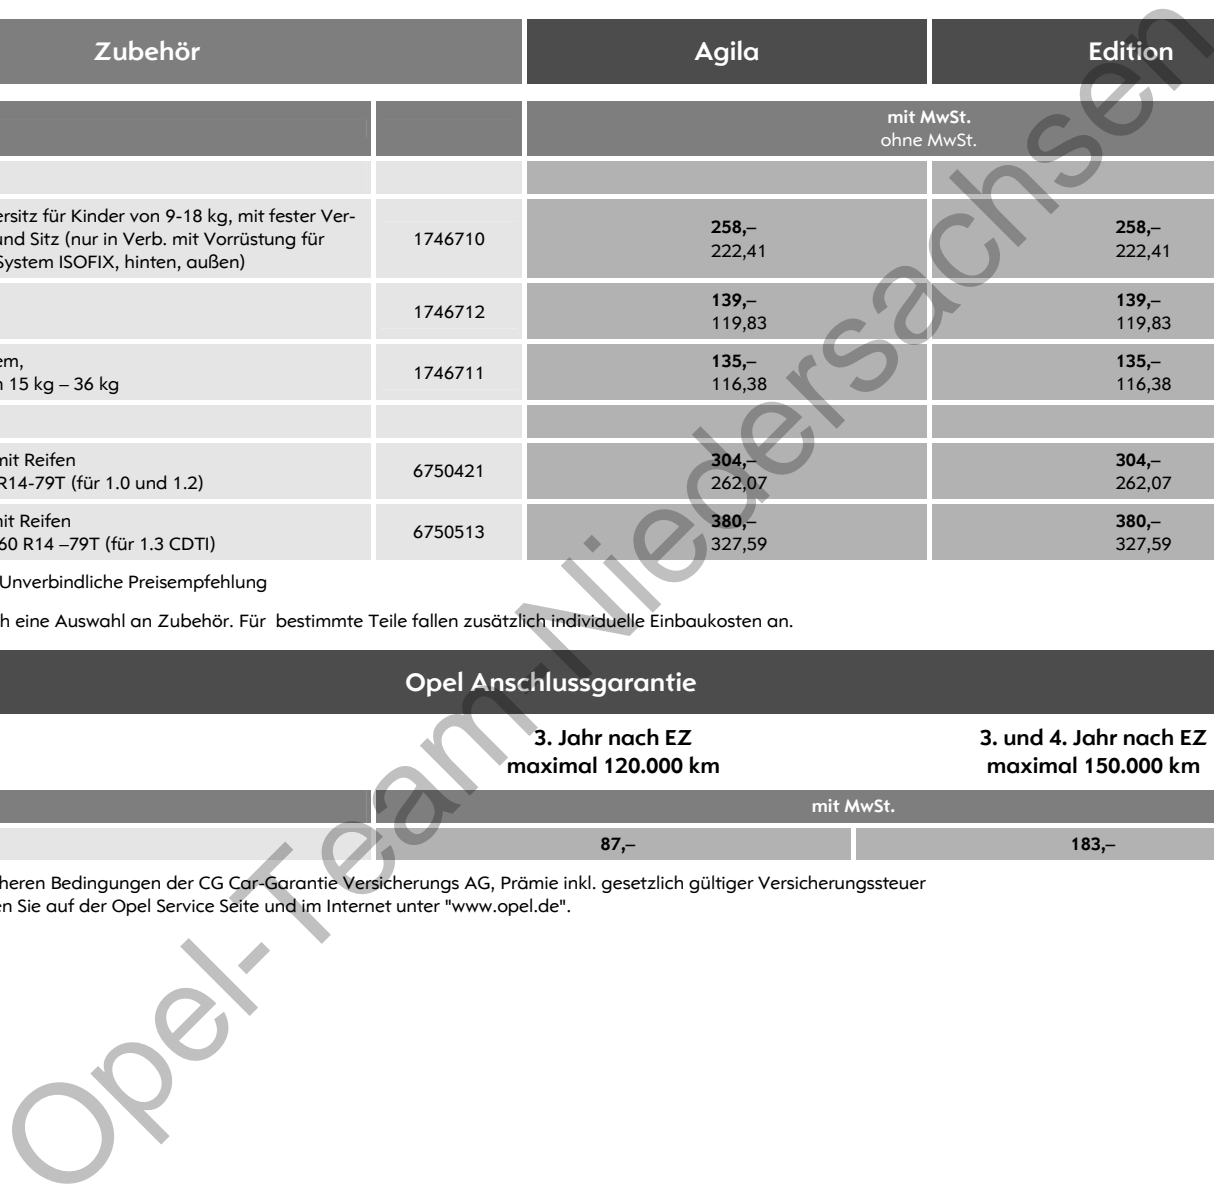 Zubehör Agila Edition
mit MwSt.
ohne MwSt.
ersitz für Kinder von 9-18 kg, mit fester Ver-
und Sitz (nur in Verb. mit Vorrüstung für
System ISOFIX, hinten, außen)
1746710
258,– 258,–
222,41 222,41
1746712
139,– 139,–
119,83 119,83
em,
n 15 kg – 36 kg
1746711
135,– 135,–
116,38 116,38
mit Reifen
R14-79T (für 1.0 und 1.2)
6750421
304,– 304,–
262,07 262,07
mit Reifen
60 R14 –79T (für 1.3 CDTI)
6750513
380,– 380,–
327,59 327,59
Unverbindliche Preisempfehlung
h eine Auswahl an Zubehör. Für bestimmte Teile fallen zusätzlich individuelle Einbaukosten an.
Opel Anschlussgarantie
3. Jahr nach EZ 3. und 4. Jahr nach EZ
maximal 120.000 km maximal 150.000 km
mit MwSt.
87,– 183,–
heren Bedingungen der CG Car-Garantie Versicherungs AG, Prämie inkl. gesetzlich gültiger Versicherungssteuer
en Sie auf der Opel Service Seite und im Internet unter "www.opel.de".
Opel-Team-Niedersachsen